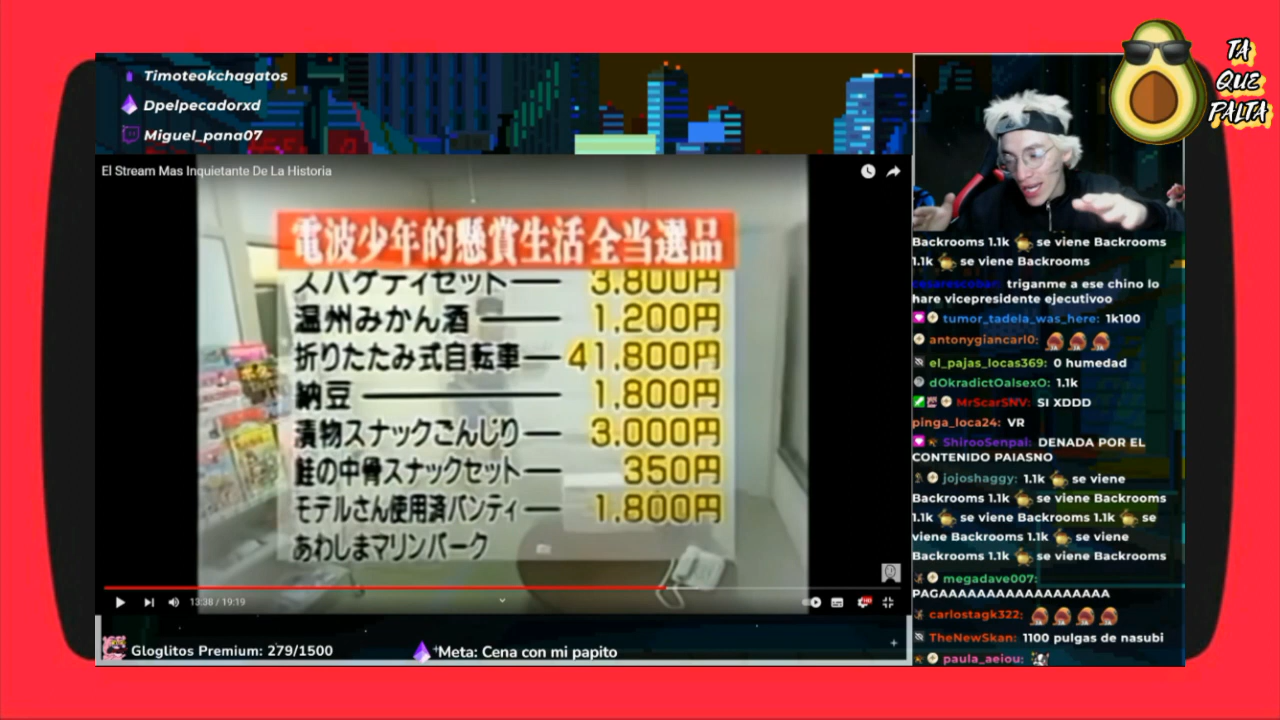 TA
QUE
PALTA
Timoteokchagatos
Dpelpecadorxd
Miguel_pana07
El Stream Mas Inquietante De La Historia
電波少年的懸賞生活全当選品
スパゲティセット 3,800円
温州みかん酒 1,200円
折りたたみ式自転車 41,800円
納豆 1,800円
漬物スナックごんじり 3,000円
鮭の中骨スナックセット 350円
モデルさん使用済パンティ 1,800円
あわしまマリンパーク
13:38 / 19:19
Gloglitos Premium: 279/1500
Meta: Cena con mi papito
Backrooms 1.1k se viene Backrooms
1.1k se viene Backrooms
triganme a ese chino lo
hare vicepresidente ejecutivoo
tumor_tadela_was_here: 1k100
antonygiancarl0:
el_pajas_locas369: 0 humedad
dOkradictOalsexO: 1.1k
MrScarSNV: SI XDDD
pinga_loca24: VR
ShirooSenpai: DENADA POR EL
CONTENIDO PAIASNO
jojoshaggy: 1.1k se viene
Backrooms 1.1k se viene Backrooms
1.1k se viene Backrooms 1.1k se
viene Backrooms 1.1k se viene
Backrooms 1.1k se viene Backrooms
megadave007:
PAGAAAAAAAAAAAAAAAAAA
carlostagk322:
TheNewSkan: 1100 pulgas de nasubi
paula_aeiou: